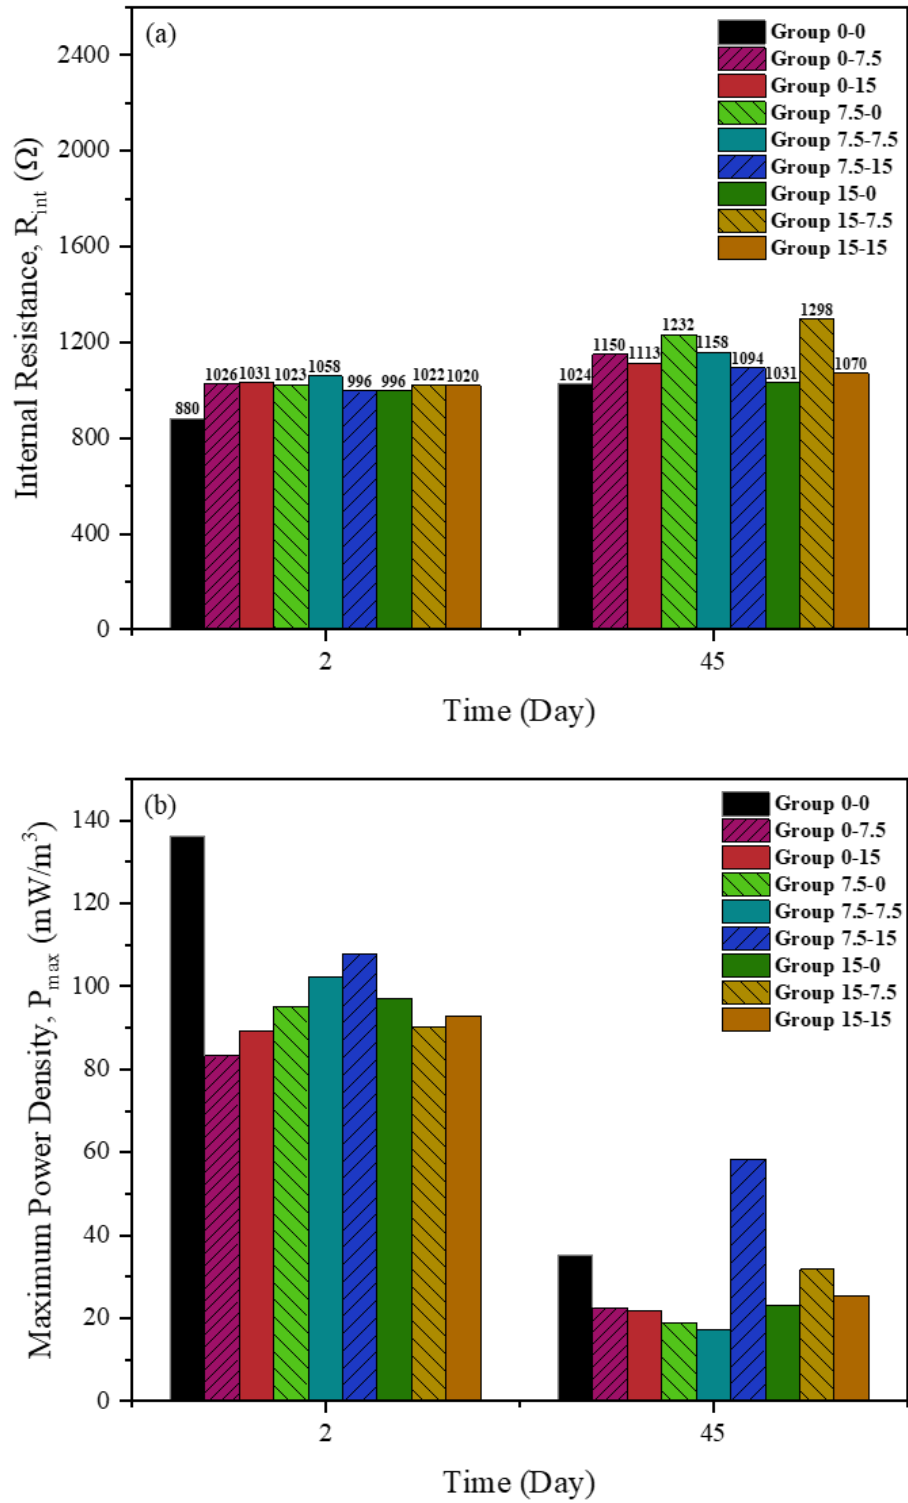 (a)
Group 0-0
Group 0-7.5
Group 0-15
Group 7.5-0
Group 7.5-7.5
Group 7.5-15
Group 15-0
Group 15-7.5
Group 15-15
Internal Resistance, R_int (Ω)
2400
2000
1600
1200
800
400
0
880
1026
1031
1023
1058
996
996
1022
1020
1024
1150
1113
1232
1158
1094
1031
1298
1070
2
45
Time (Day)
(b)
Group 0-0
Group 0-7.5
Group 0-15
Group 7.5-0
Group 7.5-7.5
Group 7.5-15
Group 15-0
Group 15-7.5
Group 15-15
Maximum Power Density, P_max (mW/m³)
140
120
100
80
60
40
20
0
2
45
Time (Day)